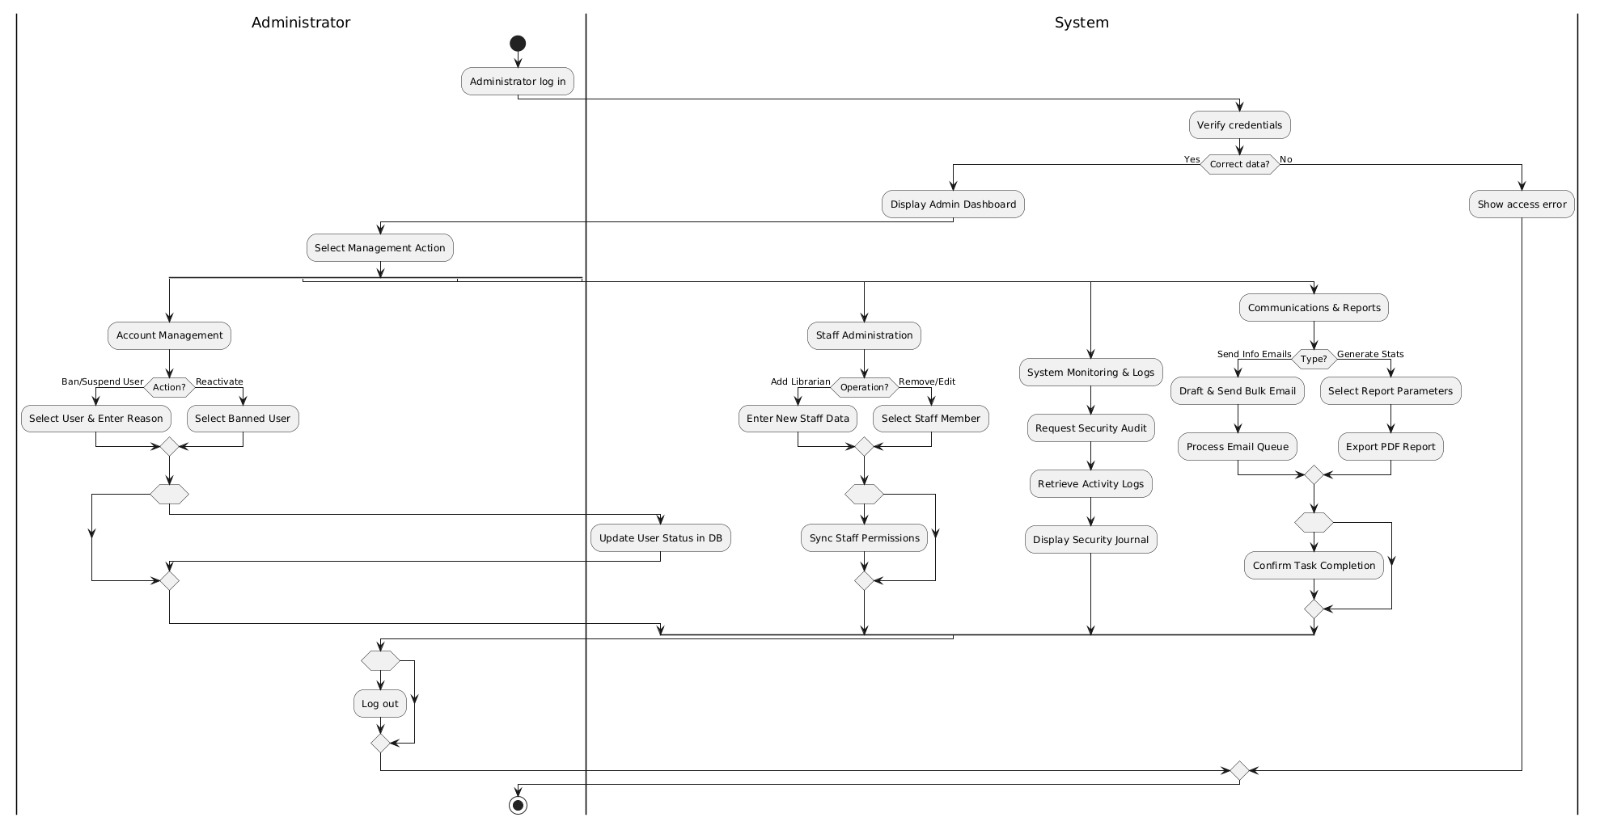 Administrator
System
Administrator log in
Verify credentials
Yes
Correct data?
No
Display Admin Dashboard
Show access error
Select Management Action
Communications & Reports
Account Management
Staff Administration
Send Info Emails
Type?
Generate Stats
System Monitoring & Logs
Ban/Suspend User
Action?
Reactivate
Add Librarian
Operation?
Remove/Edit
Draft & Send Bulk Email
Select Report Parameters
Select User & Enter Reason
Select Banned User
Enter New Staff Data
Select Staff Member
Request Security Audit
Process Email Queue
Export PDF Report
Retrieve Activity Logs
Update User Status in DB
Sync Staff Permissions
Display Security Journal
Confirm Task Completion
Log out